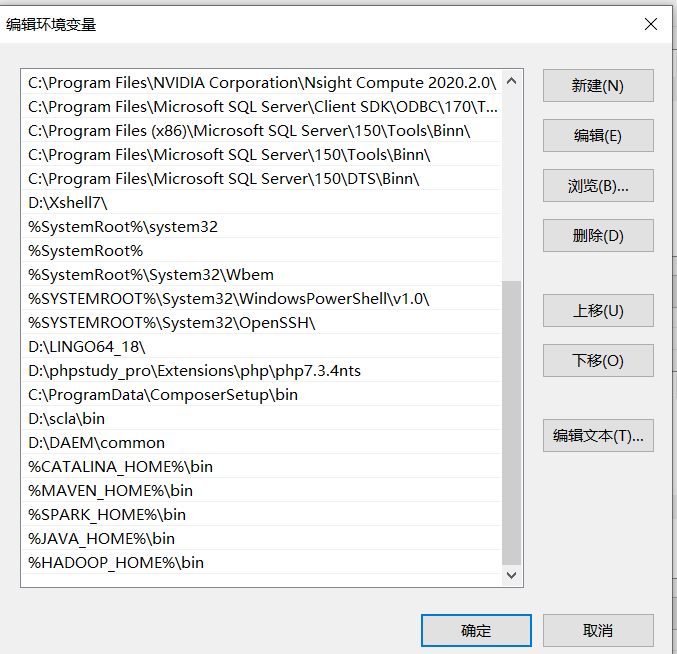 编辑环境变量
C:\Program Files\NVIDIA Corporation\Nsight Compute 2020.2.0\
C:\Program Files\Microsoft SQL Server\Client SDK\ODBC\170\T...
C:\Program Files (x86)\Microsoft SQL Server\150\Tools\Binn\
C:\Program Files\Microsoft SQL Server\150\Tools\Binn\
C:\Program Files\Microsoft SQL Server\150\DTS\Binn\
D:\Xshell7\
%SystemRoot%\system32
%SystemRoot%
%SystemRoot%\System32\Wbem
%SYSTEMROOT%\System32\WindowsPowerShell\v1.0\
%SYSTEMROOT%\System32\OpenSSH\
D:\LINGO64_18\
D:\phpstudy_pro\Extensions\php\php7.3.4nts
C:\ProgramData\ComposerSetup\bin
D:\scla\bin
D:\DAEM\common
%CATALINA_HOME%\bin
%MAVEN_HOME%\bin
%SPARK_HOME%\bin
%JAVA_HOME%\bin
%HADOOP_HOME%\bin
新建(N)
编辑(E)
浏览(B)...
删除(D)
上移(U)
下移(O)
编辑文本(T)...
确定
取消